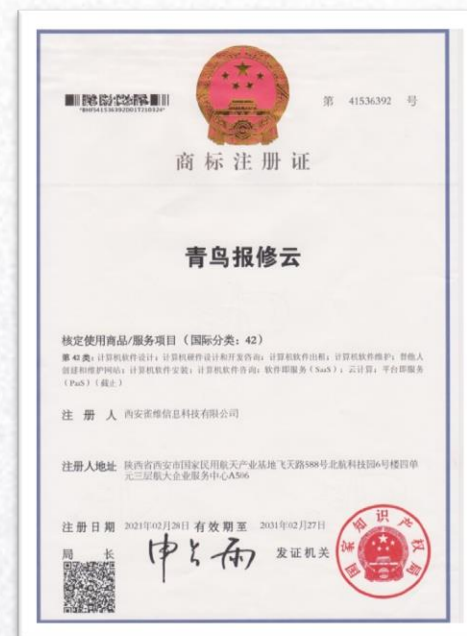 第 41536392 号
商标注册证
青鸟报修云
核定使用商品/服务项目（国际分类：42）
第 42 类：计算机软件设计；计算机硬件设计和开发咨询；计算机软件出租；计算机软件维护；替他人
创建和维护网站；计算机软件安装；计算机软件咨询；软件即服务（SaaS）；云计算；平台即服务
（PaaS）（截止）
注 册 人 西安雀维信息科技有限公司
注册人地址 陕西省西安市国家民用航天产业基地飞天路588号北航科技园6号楼四单
元三层航大企业服务中心A506
注册日期 2021年02月28日 有效期至 2031年02月27日
局 长 发证机关
国家知识产权局